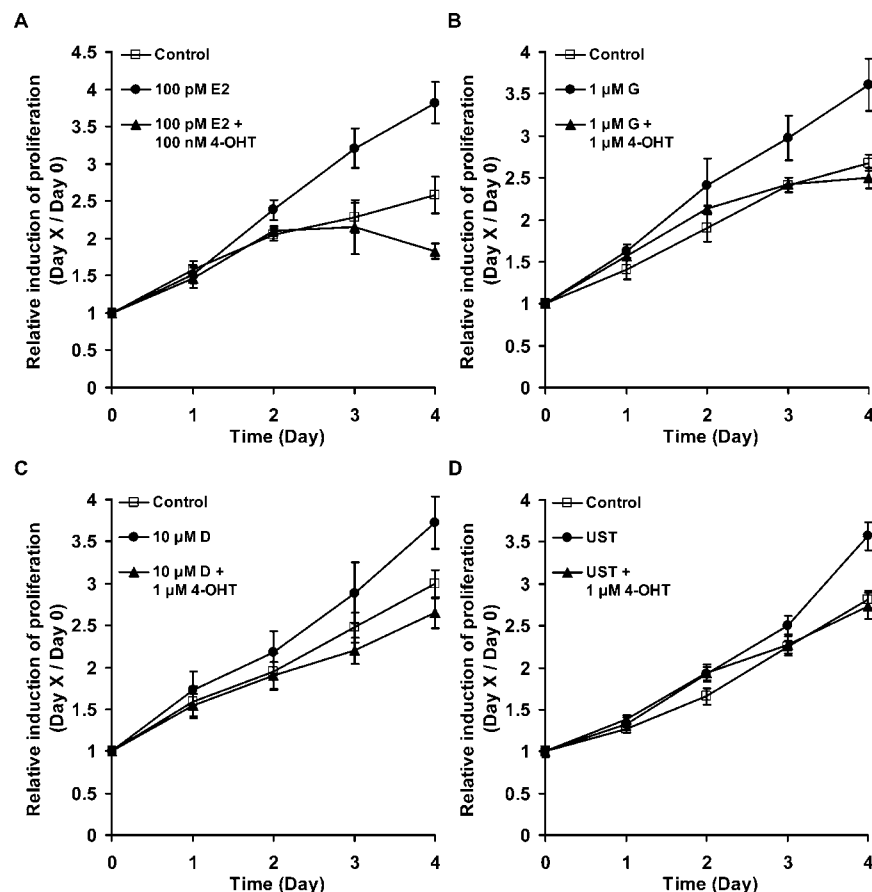 A
Relative induction of proliferation
(Day X / Day 0)
4.5
4
3.5
3
2.5
2
1.5
1
0.5
0
Control
100 pM E2
100 pM E2 +
100 nM 4-OHT
0 1 2 3 4
Time (Day)
B
Relative induction of proliferation
(Day X / Day 0)
4
3.5
3
2.5
2
1.5
1
0.5
0
Control
1 µM G
1 µM G +
1 µM 4-OHT
0 1 2 3 4
Time (Day)
C
Relative induction of proliferation
(Day X / Day 0)
4
3.5
3
2.5
2
1.5
1
0.5
0
Control
10 µM D
10 µM D +
1 µM 4-OHT
0 1 2 3 4
Time (Day)
D
Relative induction of proliferation
(Day X / Day 0)
4
3.5
3
2.5
2
1.5
1
0.5
0
Control
UST
UST +
1 µM 4-OHT
0 1 2 3 4
Time (Day)